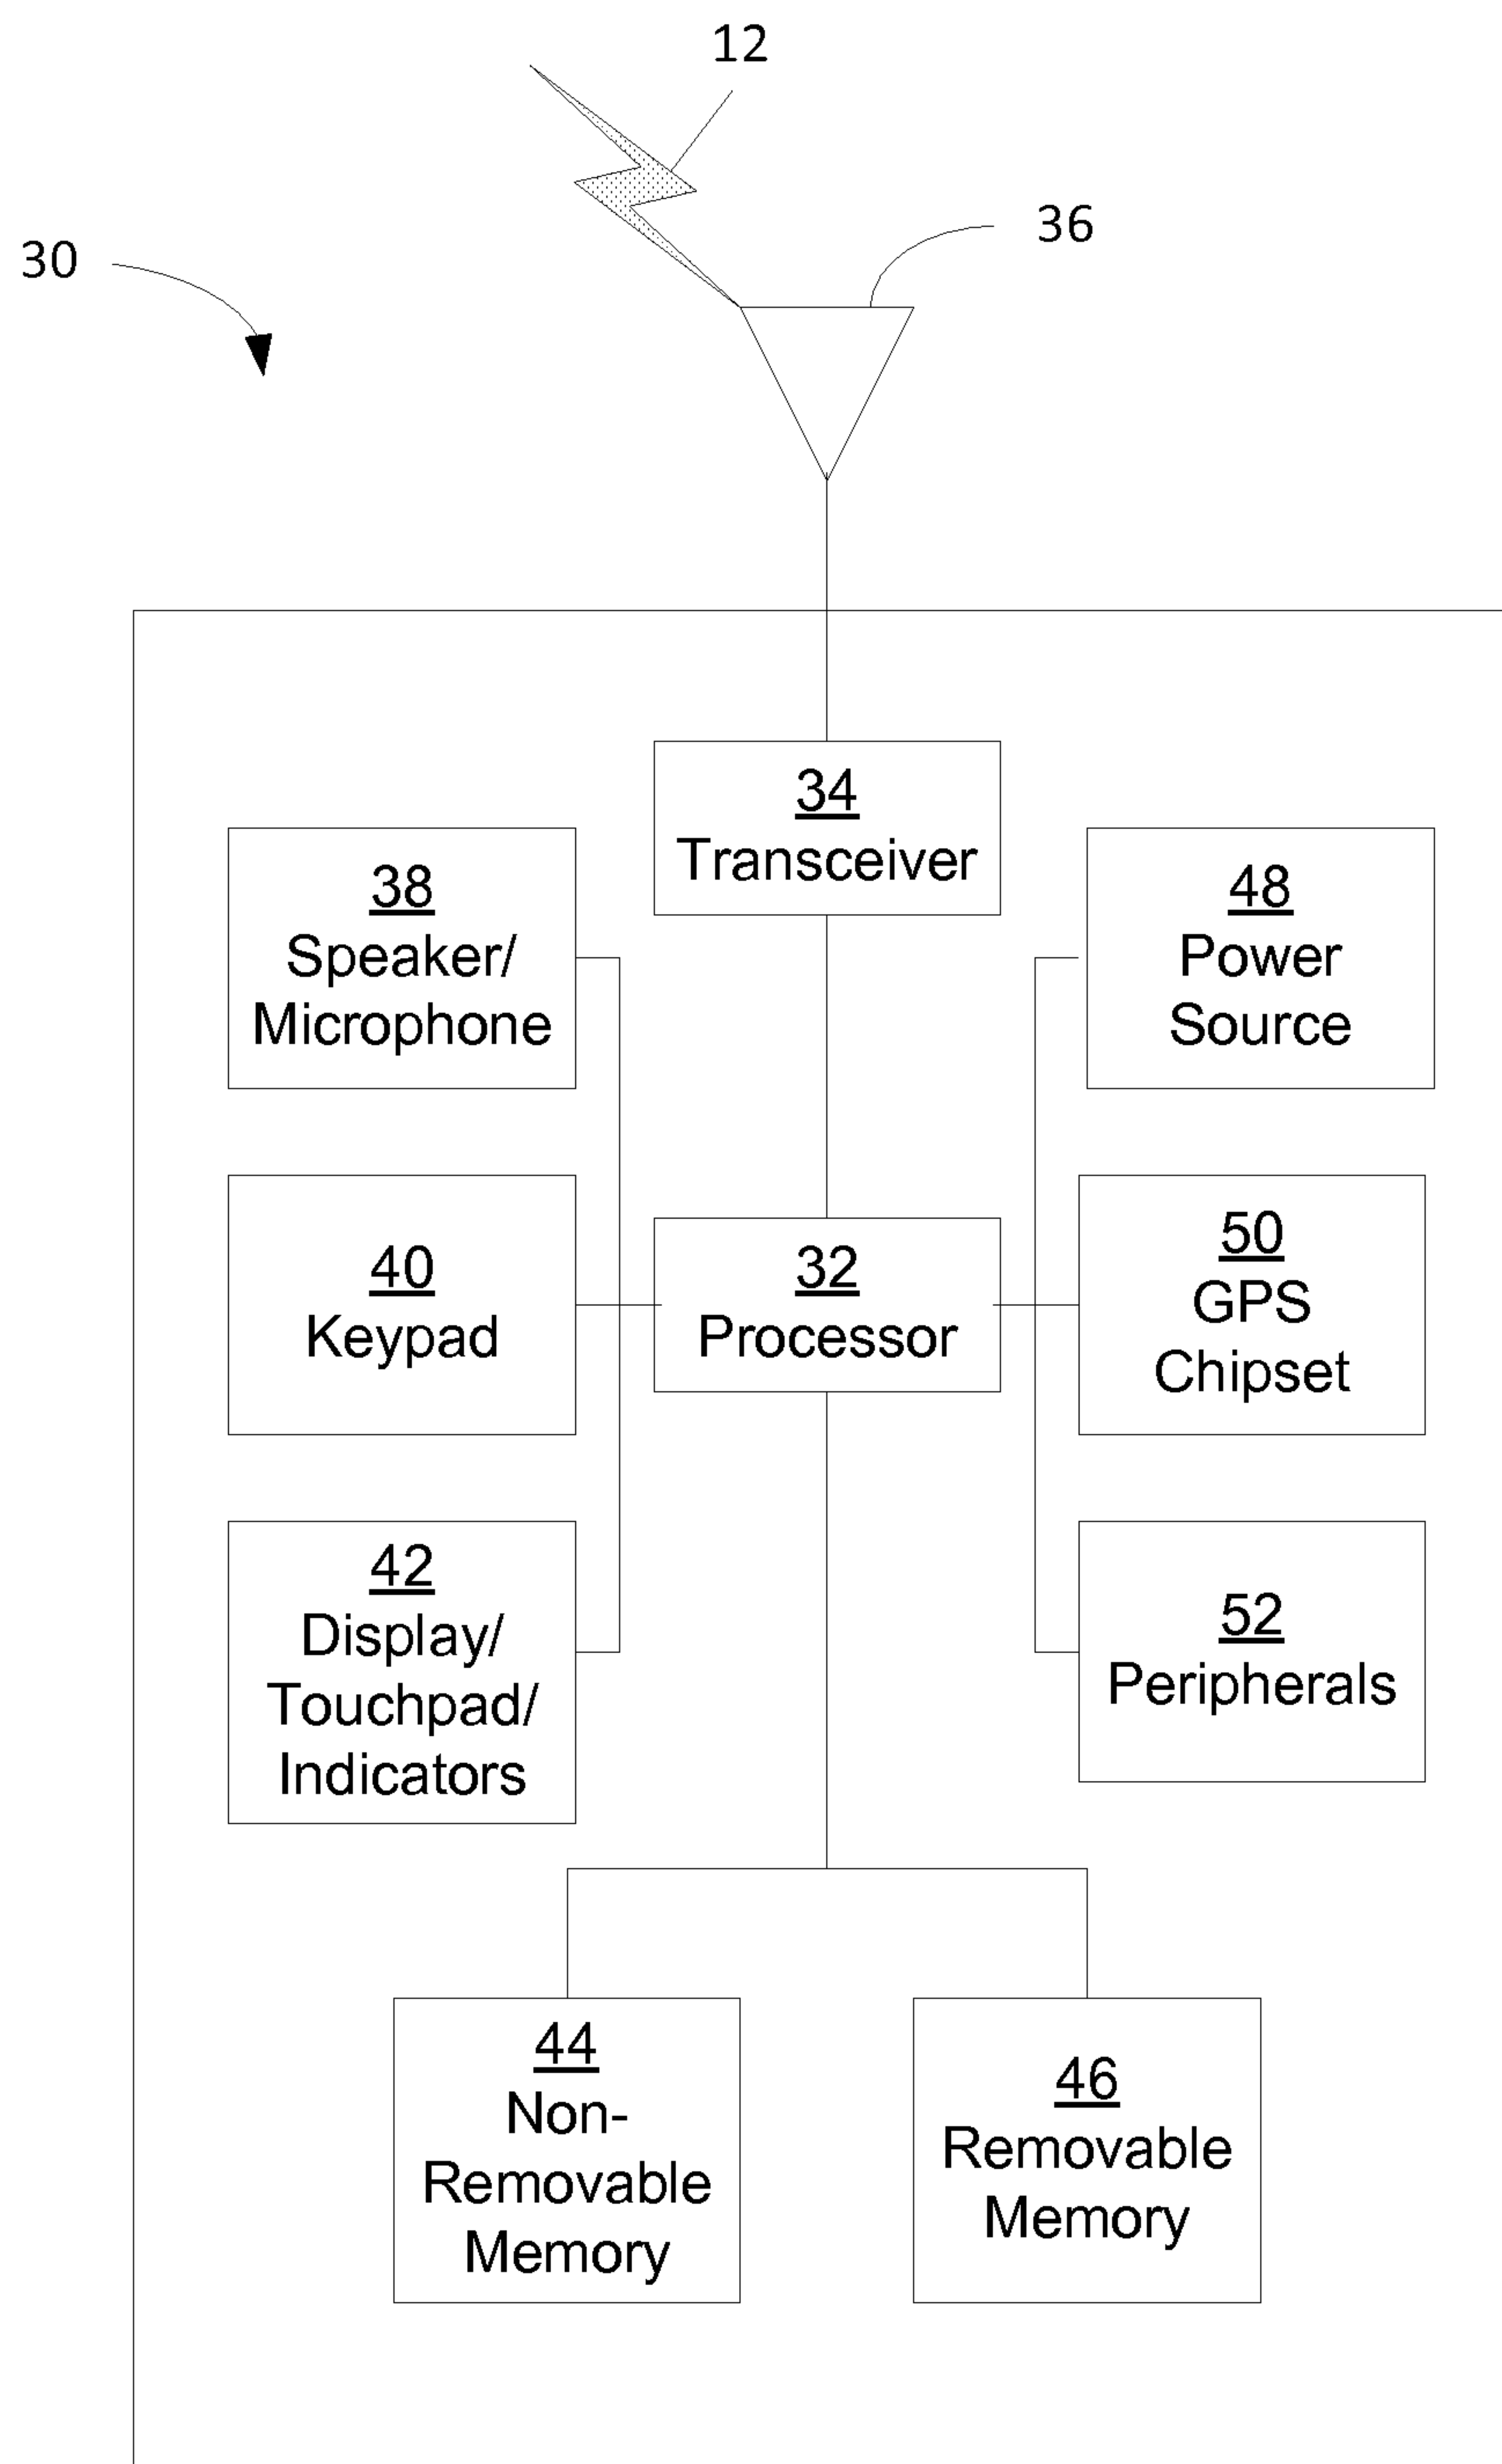 12
36
30
34
Transceiver
38
Speaker/
Microphone
48
Power
Source
40
Keypad
32
Processor
50
GPS
Chipset
42
Display/
Touchpad/
Indicators
52
Peripherals
44
Non-
Removable
Memory
46
Removable
Memory